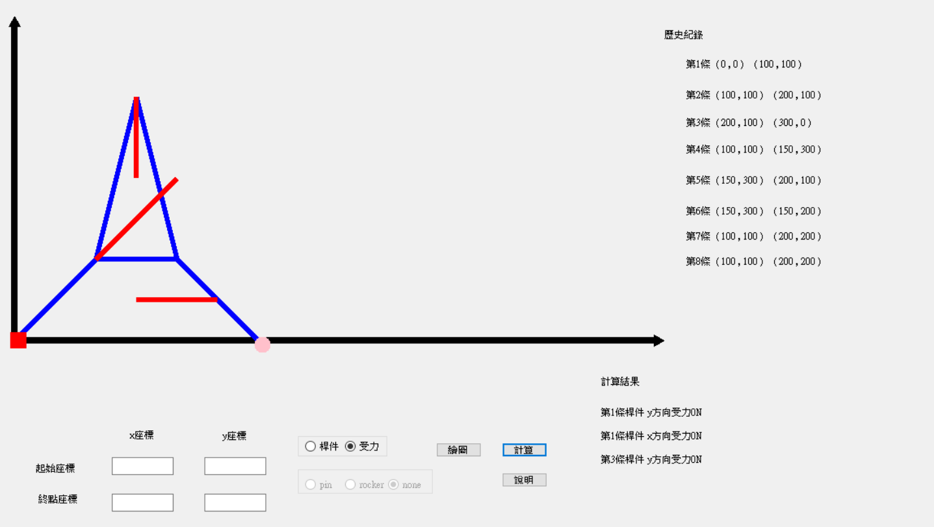 歷史紀錄
第1條 (0,0) (100,100)
第2條 (100,100) (200,100)
第3條 (200,100) (300,0)
第4條 (100,100) (150,300)
第5條 (150,300) (200,100)
第6條 (150,300) (150,200)
第7條 (100,100) (200,200)
第8條 (100,100) (200,200)
計算結果
第1條桿件 y方向受力0N
第1條桿件 x方向受力0N
第3條桿件 y方向受力0N
x座標 y座標
起始座標
終點座標
桿件 受力
pin rocker none
繪圖 計算
說明